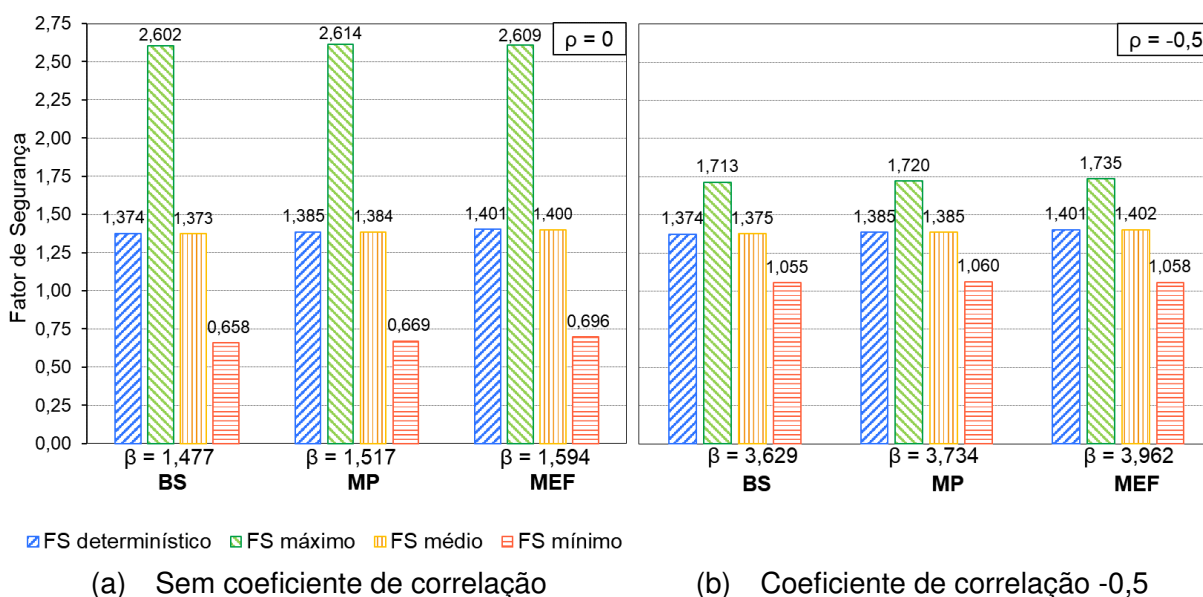 Fator de Segurança
2,75
2,50
2,25
2,00
1,75
1,50
1,25
1,00
0,75
0,50
0,25
0,00
ρ = 0
2,602
2,614
2,609
1,374
1,373
1,385
1,384
1,401
1,400
0,658
0,669
0,696
β = 1,477
β = 1,517
β = 1,594
BS
MP
MEF
ρ = -0,5
1,713
1,720
1,735
1,374
1,375
1,385
1,385
1,401
1,402
1,055
1,060
1,058
β = 3,629
β = 3,734
β = 3,962
BS
MP
MEF
FS determinístico FS máximo FS médio FS mínimo
(a) Sem coeficiente de correlação
(b) Coeficiente de correlação -0,5